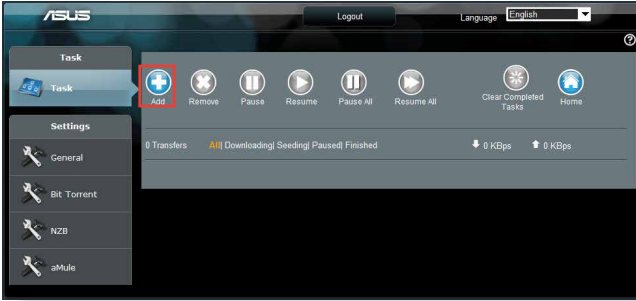 ASUS
Logout
Language English
Task
Task
Add Remove Pause Resume Pause All Resume All Clear Completed Tasks Home
Settings
0 Transfers All| Downloading| Seeding| Paused| Finished 0 KBps 0 KBps
General
Bit Torrent
NZB
aMule